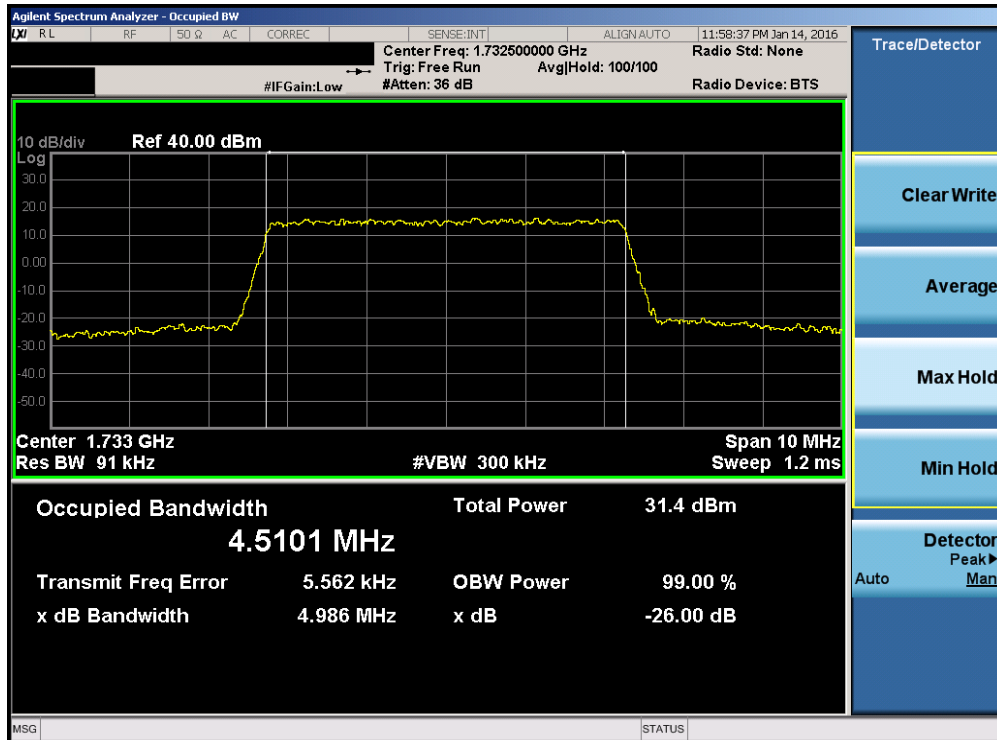 Agilent Spectrum Analyzer - Occupied BW
LXI RL RF 50 Ω AC CORREC SENSE:INT ALIGN AUTO 11:58:37 PM Jan 14, 2016
Center Freq: 1.732500000 GHz Radio Std: None
Trig: Free Run Avg|Hold: 100/100
#IFGain:Low #Atten: 36 dB Radio Device: BTS
Trace/Detector
10 dB/div Ref 40.00 dBm
Log
30.0
20.0
10.0
0.00
-10.0
-20.0
-30.0
-40.0
-50.0
Center 1.733 GHz Span 10 MHz
Res BW 91 kHz #VBW 300 kHz Sweep 1.2 ms
Occupied Bandwidth Total Power 31.4 dBm
4.5101 MHz
Transmit Freq Error 5.562 kHz OBW Power 99.00 %
x dB Bandwidth 4.986 MHz x dB -26.00 dB
Clear Write
Average
Max Hold
Min Hold
Detector
Peak▶
Auto Man
MSG STATUS